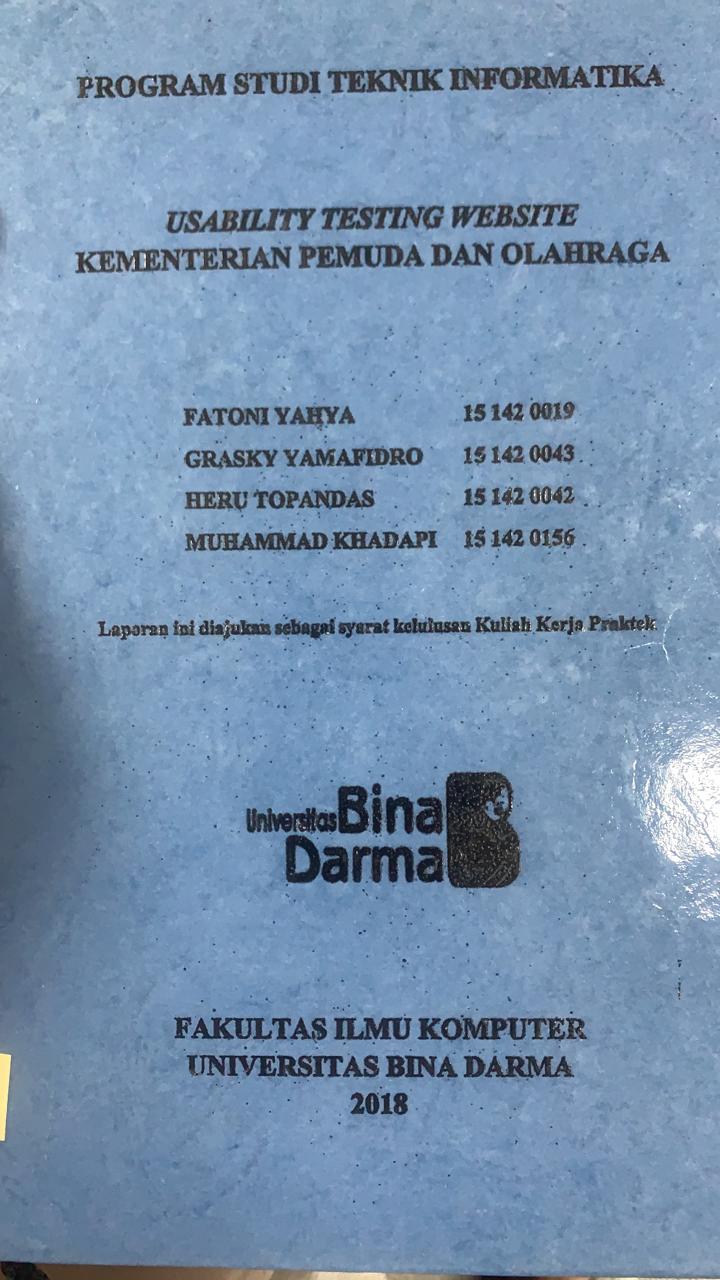 PROGRAM STUDI TEKNIK INFORMATIKA
USABILITY TESTING WEBSITE
KEMENTERIAN PEMUDA DAN OLAHRAGA
FATONI YAHYA 15 142 0019
GRASKY YAMAFIDRO 15 142 0043
HERU TOPANDAS 15 142 0042
MUHAMMAD KHADAPI 15 142 0156
Laporan ini diajukan sebagai syarat kelulusan Kuliah Kerja Praktek
Universitas Bina
Darma
FAKULTAS ILMU KOMPUTER
UNIVERSITAS BINA DARMA
2018